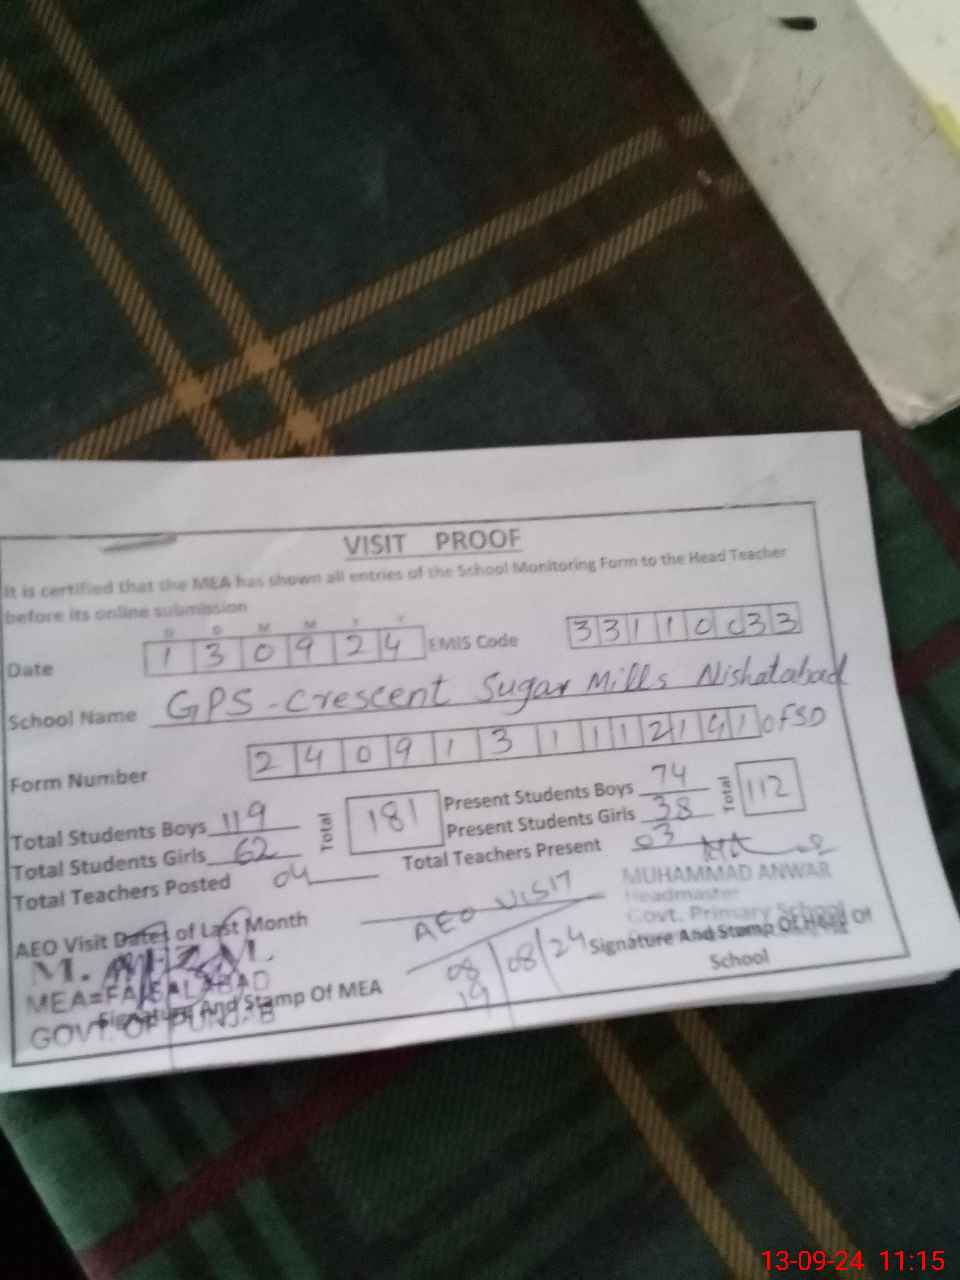 VISIT PROOF
It is certified that the MEA has shown all entries of the School Monitoring Form to the Head Teacher
before its online submission
D D M M Y Y
Date 1 3 0 9 2 4 EMIS Code 3 3 1 1 0 0 3 3
School Name GPS-Crescent Sugar Mills Nishatabad
Form Number 2 4 0 9 1 3 1 1 1 2 1 4 1 0FSD
Total Students Boys 119 Total 181 Present Students Boys 74 Total 112
Total Students Girls 62 Present Students Girls 38
Total Teachers Posted 04 Total Teachers Present 03
MUHAMMAD ANWAR
Headmaster
Govt. Primary School
AEO Visit Dates of Last Month AEO VISIT
08/08/24
19
M.
MEA=FAISALABAD
GOVT. OF PUNJAB
Signature And Stamp Of MEA
Signature And Stamp Of Head Of
School
13-09-24 11:15